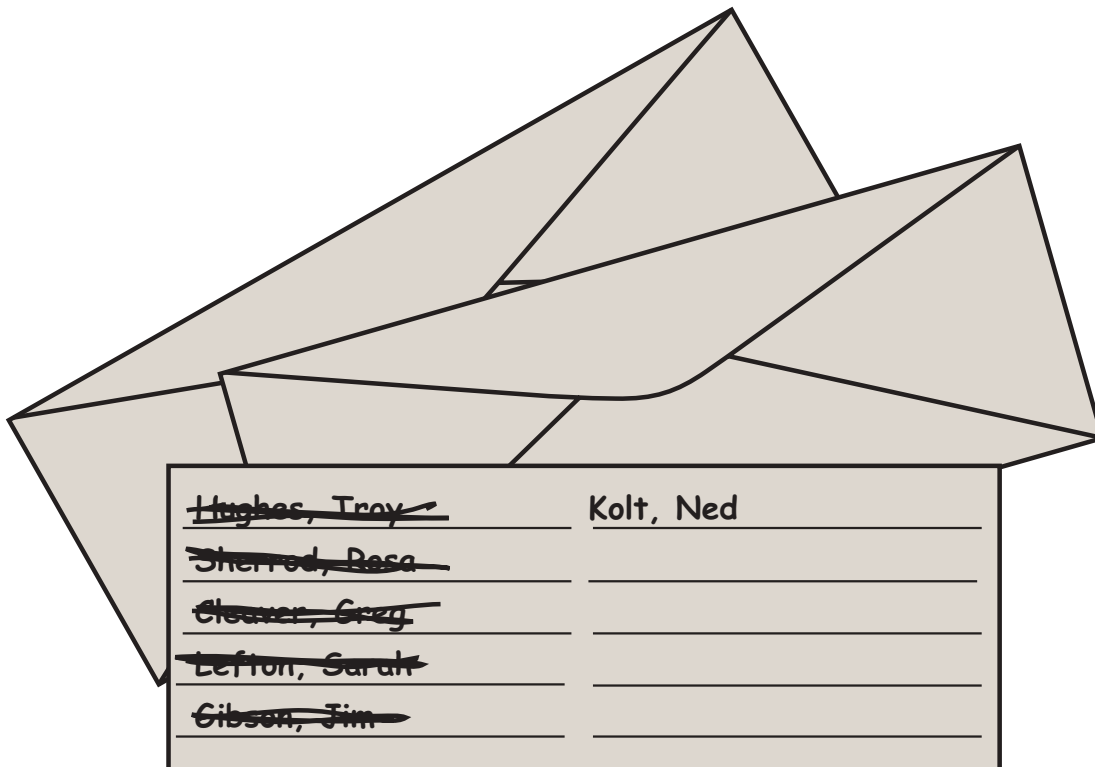 Hughes, Troy
Kolt, Ned
Sherrod, Rosa
Cleaver, Greg
Lefton, Sarah
Gibson, Jim